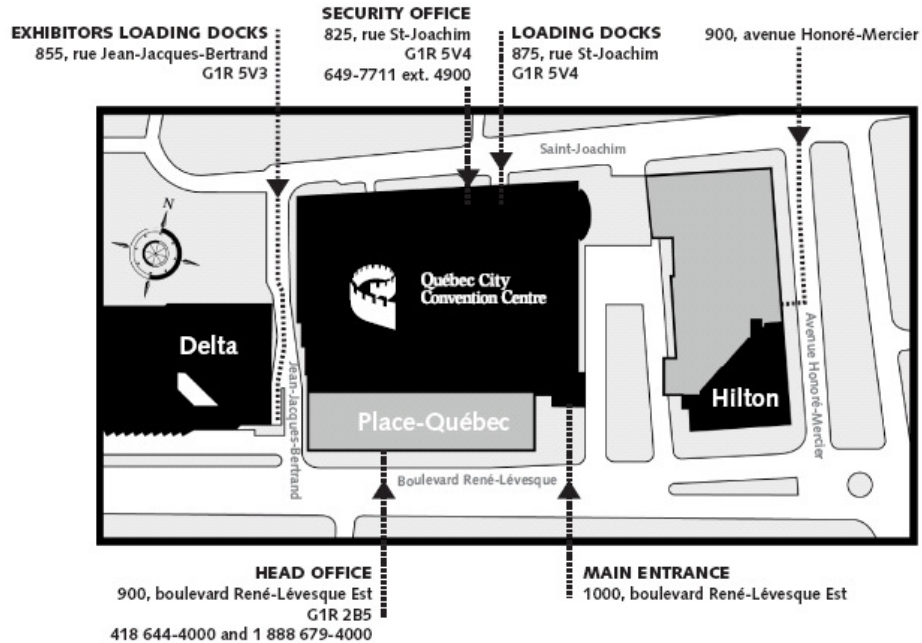 EXHIBITORS LOADING DOCKS
855, rue Jean-Jacques-Bertrand
G1R 5V3
SECURITY OFFICE
825, rue St-Joachim
G1R 5V4
649-7711 ext. 4900
LOADING DOCKS
875, rue St-Joachim
G1R 5V4
900, avenue Honoré-Mercier
Saint-Joachim
N
Québec City
Convention Centre
Delta
Jean-Jacques-Bertrand
Place-Québec
Hilton
Avenue Honoré-Mercier
Boulevard René-Lévesque
HEAD OFFICE
900, boulevard René-Lévesque Est
G1R 2B5
418 644-4000 and 1 888 679-4000
MAIN ENTRANCE
1000, boulevard René-Lévesque Est